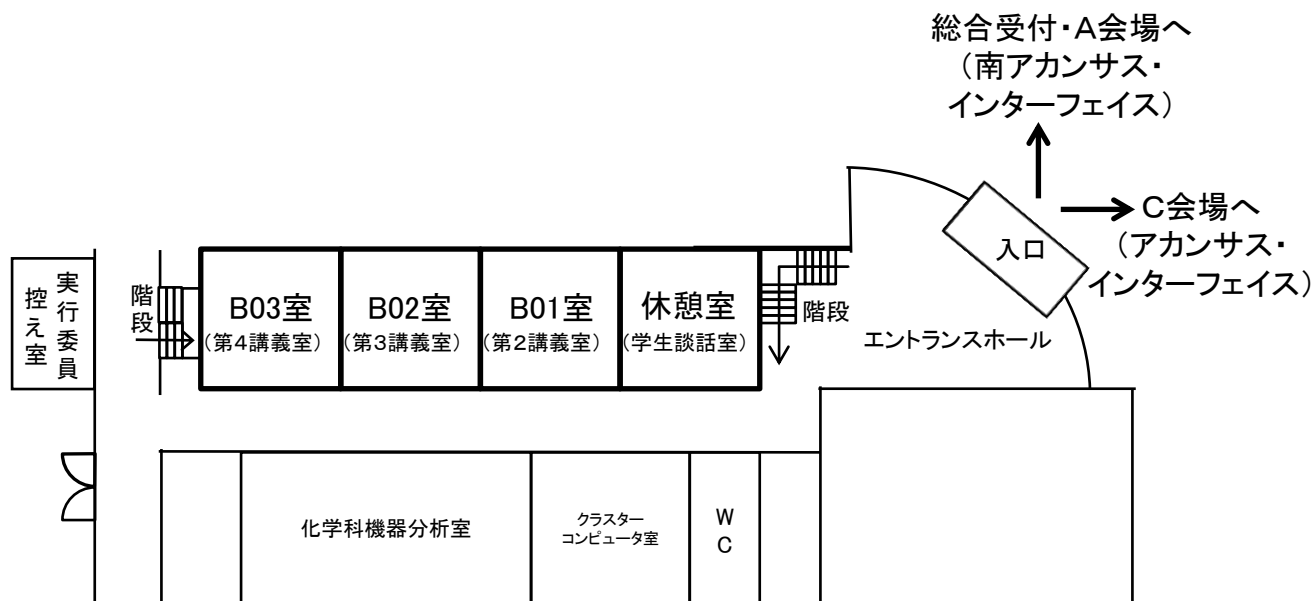 総合受付・A会場へ
（南アカンサス・
インターフェイス）
C会場へ
（アカンサス・
インターフェイス）
入口
エントランスホール
実行委員
控え室
階段
B03室
（第4講義室）
B02室
（第3講義室）
B01室
（第2講義室）
休憩室
（学生談話室）
階段
化学科機器分析室
クラスター
コンピュータ室
WC